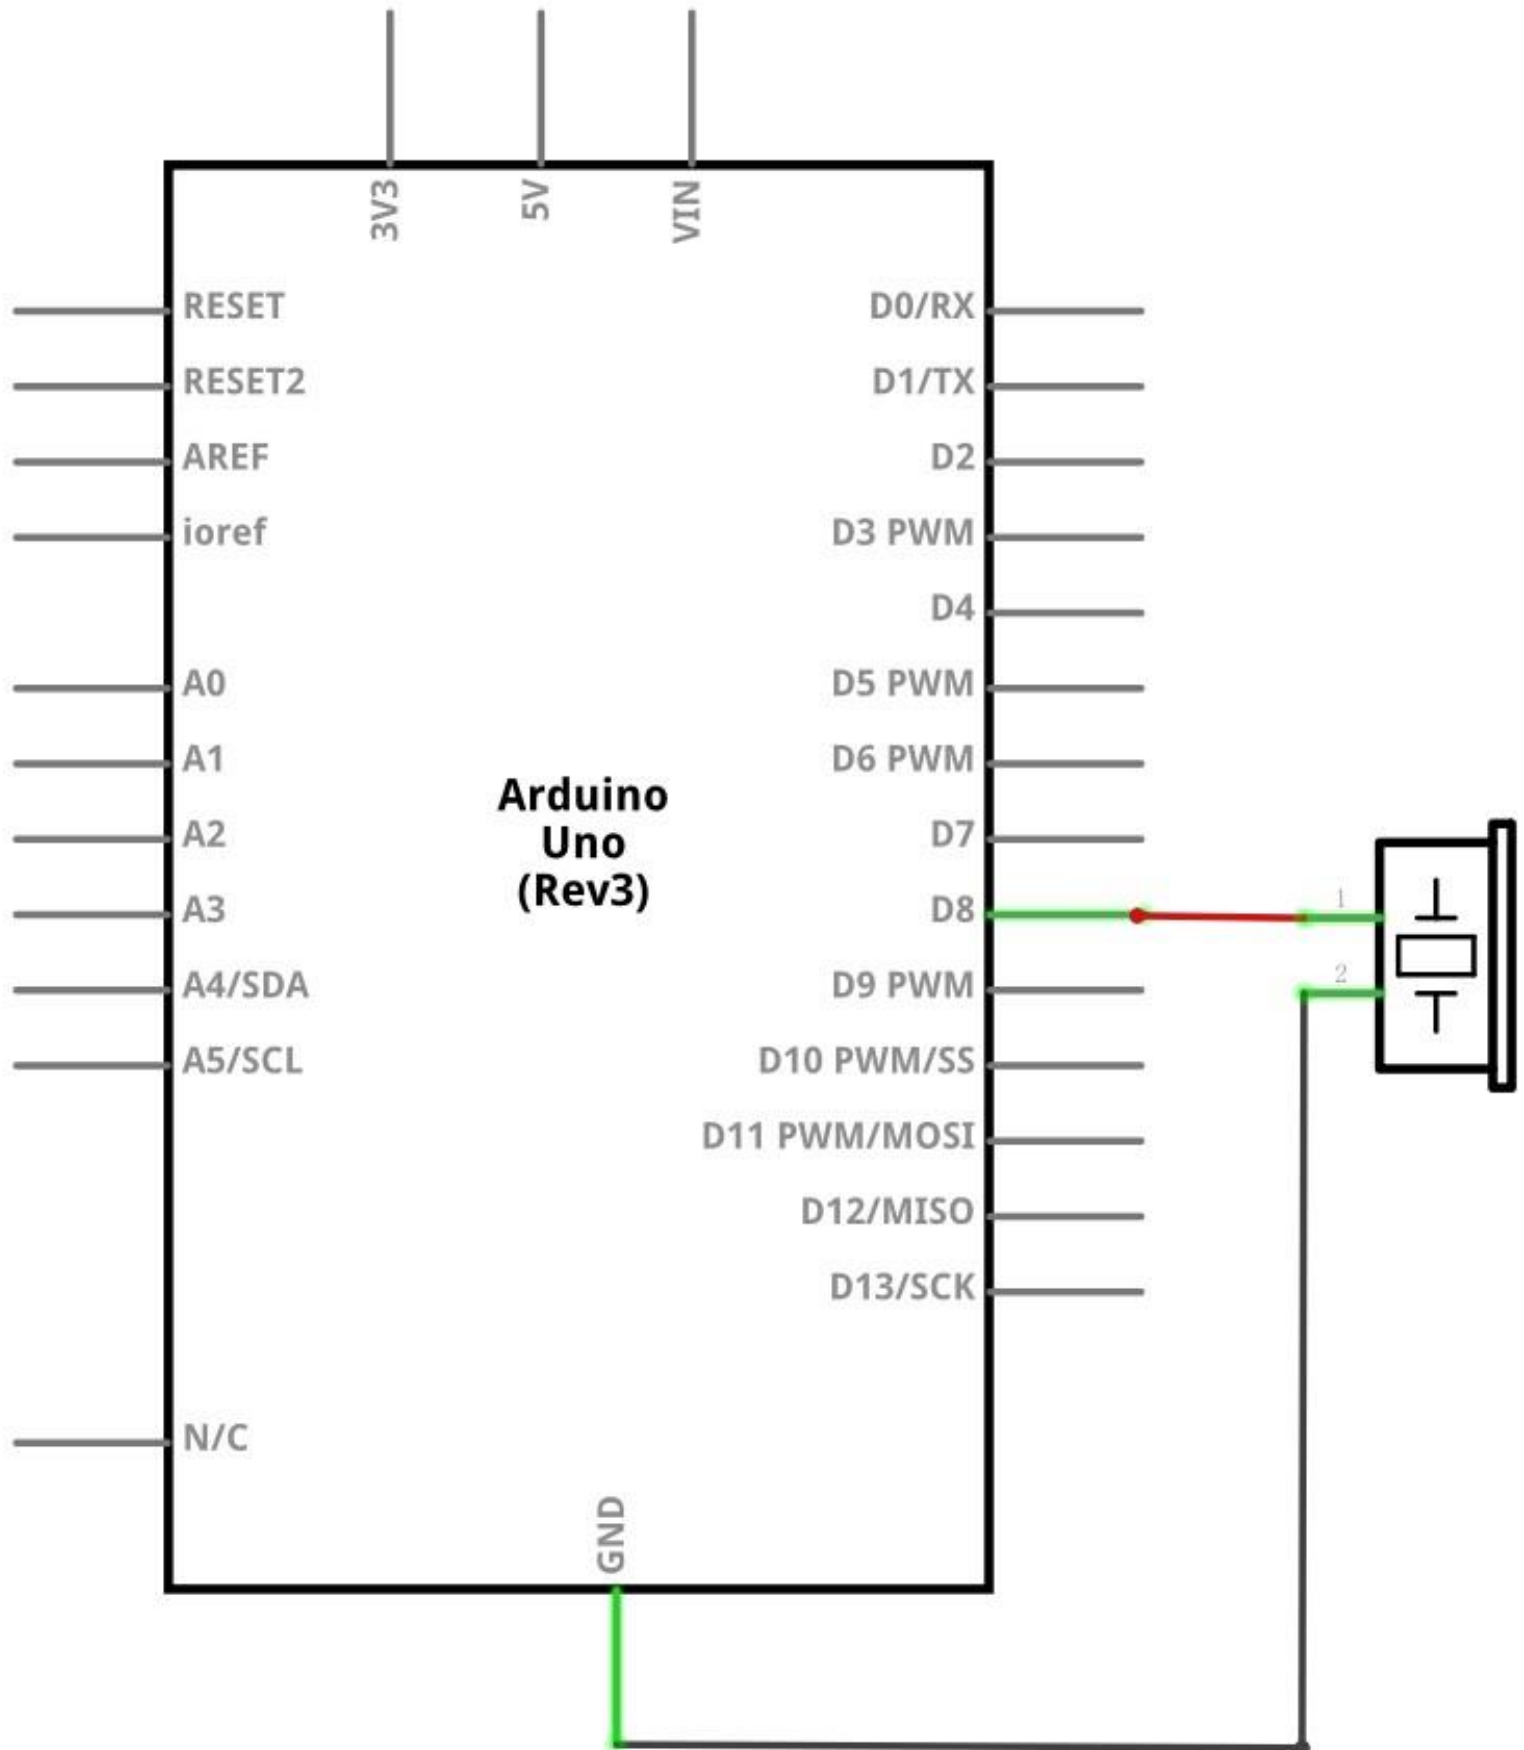 3V3
5V
VIN
RESET
RESET2
AREF
ioref
A0
A1
A2
A3
A4/SDA
A5/SCL
N/C
Arduino
Uno
(Rev3)
D0/RX
D1/TX
D2
D3 PWM
D4
D5 PWM
D6 PWM
D7
D8
D9 PWM
D10 PWM/SS
D11 PWM/MOSI
D12/MISO
D13/SCK
GND
1
2